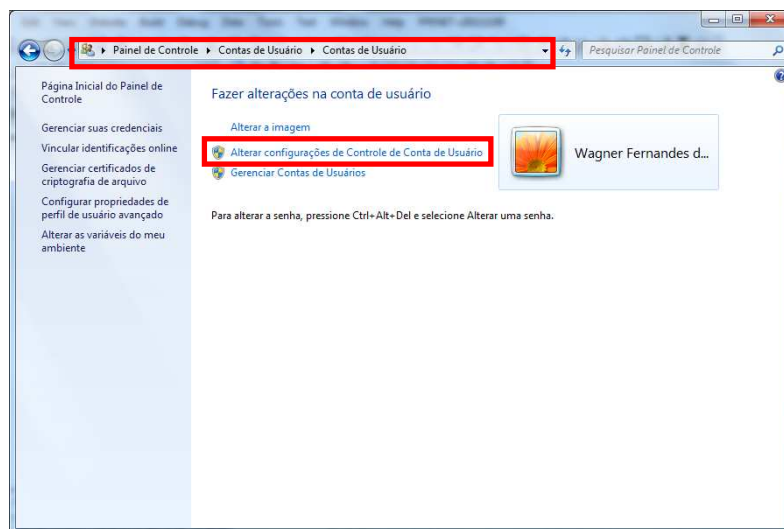 Painel de Controle ▸ Contas de Usuário ▸ Contas de Usuário
Pesquisar Painel de Controle
Página Inicial do Painel de
Controle
Gerenciar suas credenciais
Vincular identificações online
Gerenciar certificados de
criptografia de arquivo
Configurar propriedades de
perfil de usuário avançado
Alterar as variáveis do meu
ambiente
Fazer alterações na conta de usuário
Alterar a imagem
Alterar configurações de Controle de Conta de Usuário
Gerenciar Contas de Usuários
Wagner Fernandes d...
Para alterar a senha, pressione Ctrl+Alt+Del e selecione Alterar uma senha.